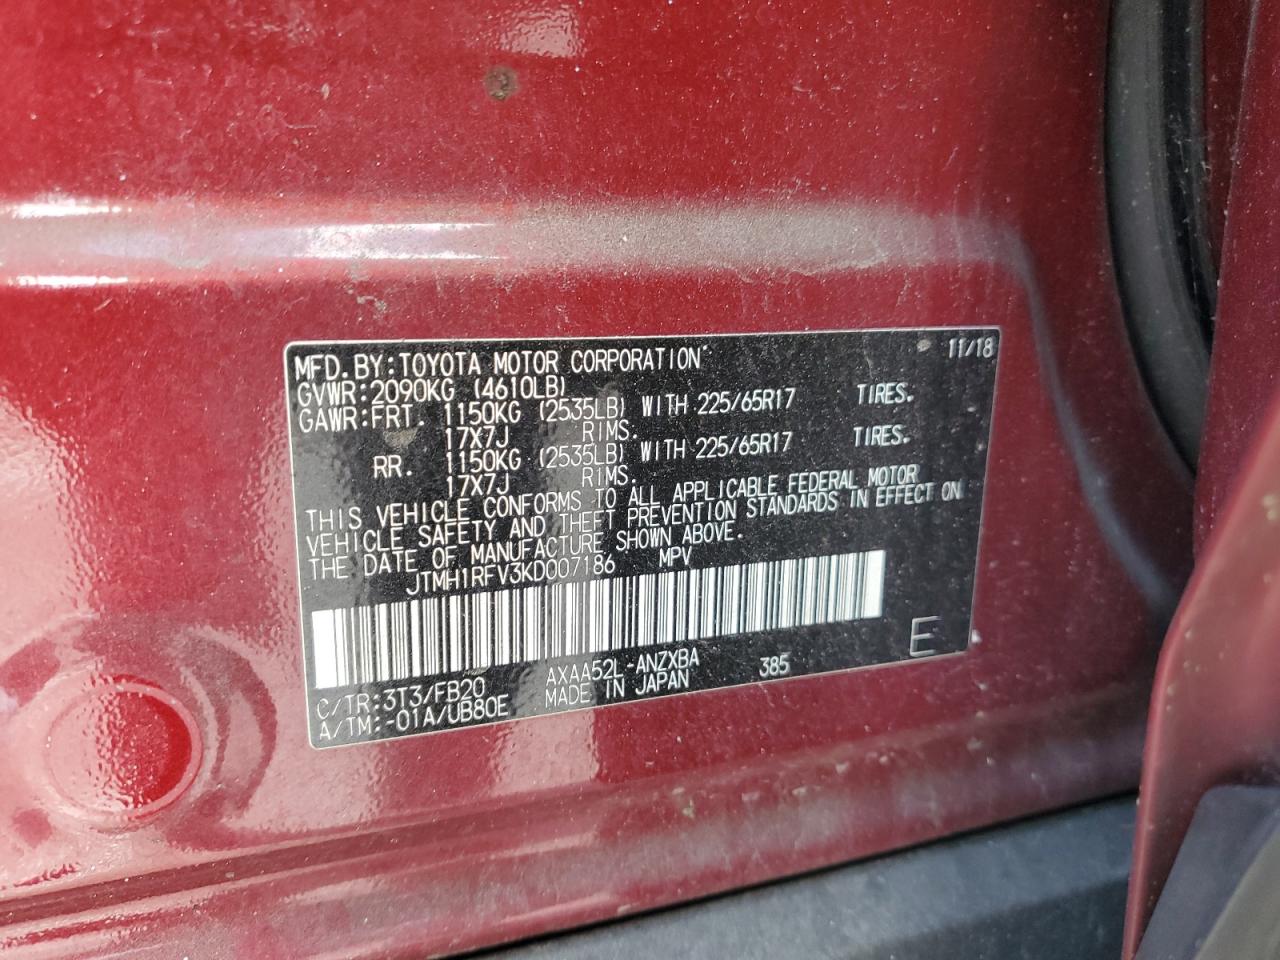 MFD. BY: TOYOTA MOTOR CORPORATION 11/18
GVWR: 2090KG (4610LB)
GAWR: FRT. 1150KG (2535LB) WITH 225/65R17 TIRES.
17X7J RIMS.
RR. 1150KG (2535LB) WITH 225/65R17 TIRES.
17X7J RIMS.
THIS VEHICLE CONFORMS TO ALL APPLICABLE FEDERAL MOTOR
VEHICLE SAFETY AND THEFT PREVENTION STANDARDS IN EFFECT ON
THE DATE OF MANUFACTURE SHOWN ABOVE.
JTMH1RFV3KD007186 MPV
C/TR: 3T3/FB20 AXAA52L-ANZXBA 385 E
A/TM: -01A/UB80E MADE IN JAPAN